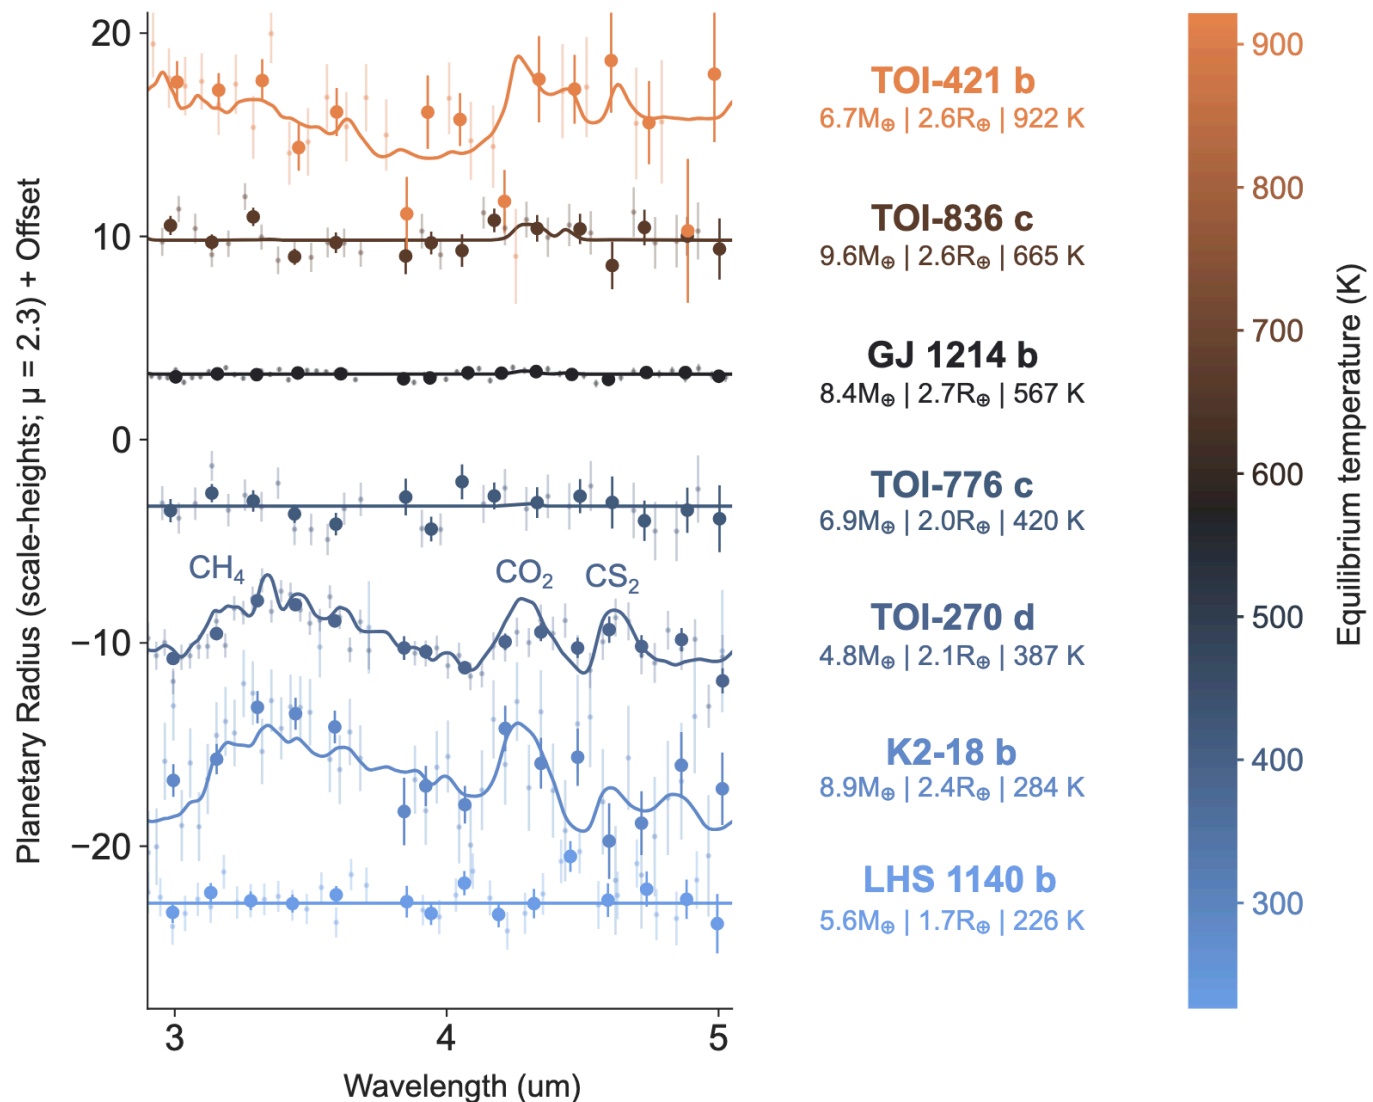 20
10
0
−10
−20
3
4
5
Wavelength (um)
Planetary Radius (scale-heights; μ = 2.3) + Offset
CH₄
CO₂
CS₂
TOI-421 b
6.7M⊕ | 2.6R⊕ | 922 K
TOI-836 c
9.6M⊕ | 2.6R⊕ | 665 K
GJ 1214 b
8.4M⊕ | 2.7R⊕ | 567 K
TOI-776 c
6.9M⊕ | 2.0R⊕ | 420 K
TOI-270 d
4.8M⊕ | 2.1R⊕ | 387 K
K2-18 b
8.9M⊕ | 2.4R⊕ | 284 K
LHS 1140 b
5.6M⊕ | 1.7R⊕ | 226 K
900
800
700
600
500
400
300
Equilibrium temperature (K)